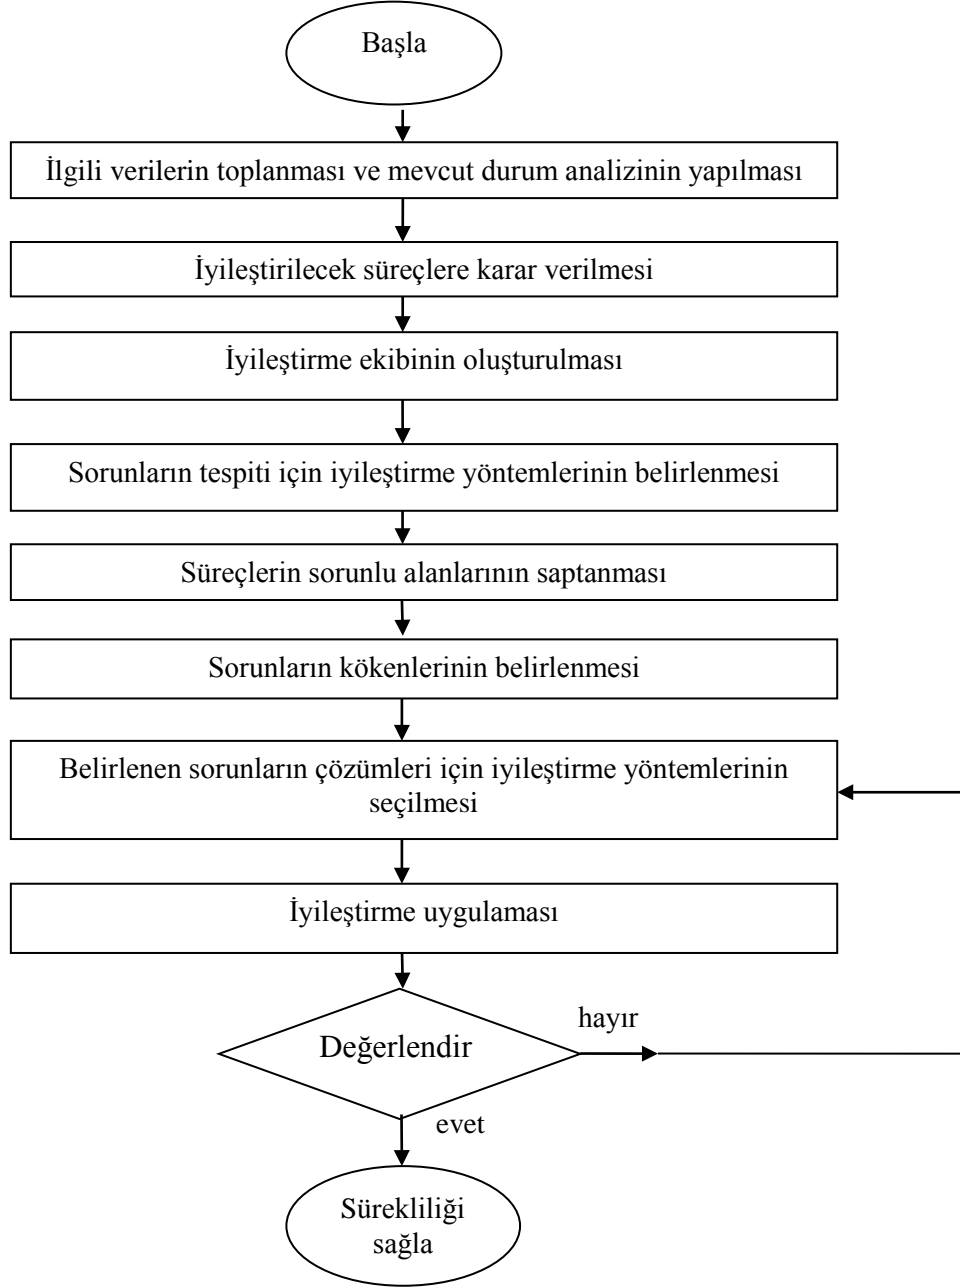 Başla
İlgili verilerin toplanması ve mevcut durum analizinin yapılması
İyileştirilecek süreçlere karar verilmesi
İyileştirme ekibinin oluşturulması
Sorunların tespiti için iyileştirme yöntemlerinin belirlenmesi
Süreçlerin sorunlu alanlarının saptanması
Sorunların kökenlerinin belirlenmesi
Belirlenen sorunların çözümleri için iyileştirme yöntemlerinin
seçilmesi
İyileştirme uygulaması
hayır
Değerlendir
evet
Sürekliliği
sağla